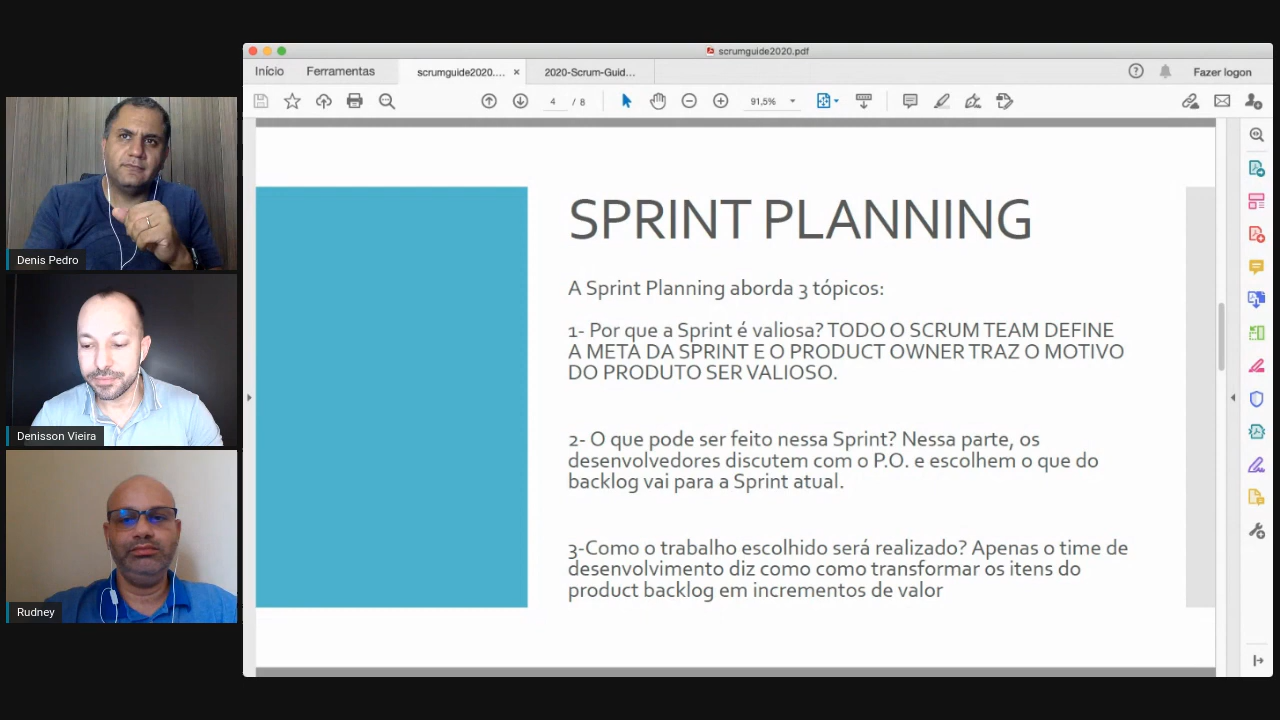 scrumguide2020.pdf
Início
Ferramentas
scrumguide2020....
×
2020-Scrum-Guid...
Fazer logon
4 / 8
91,5%
Denis Pedro
Denisson Vieira
Rudney
SPRINT PLANNING
A Sprint Planning aborda 3 tópicos:
1- Por que a Sprint é valiosa? TODO O SCRUM TEAM DEFINE
A META DA SPRINT E O PRODUCT OWNER TRAZ O MOTIVO
DO PRODUTO SER VALIOSO.
2- O que pode ser feito nessa Sprint? Nessa parte, os
desenvolvedores discutem com o P.O. e escolhem o que do
backlog vai para a Sprint atual.
3-Como o trabalho escolhido será realizado? Apenas o time de
desenvolvimento diz como como transformar os itens do
product backlog em incrementos de valor